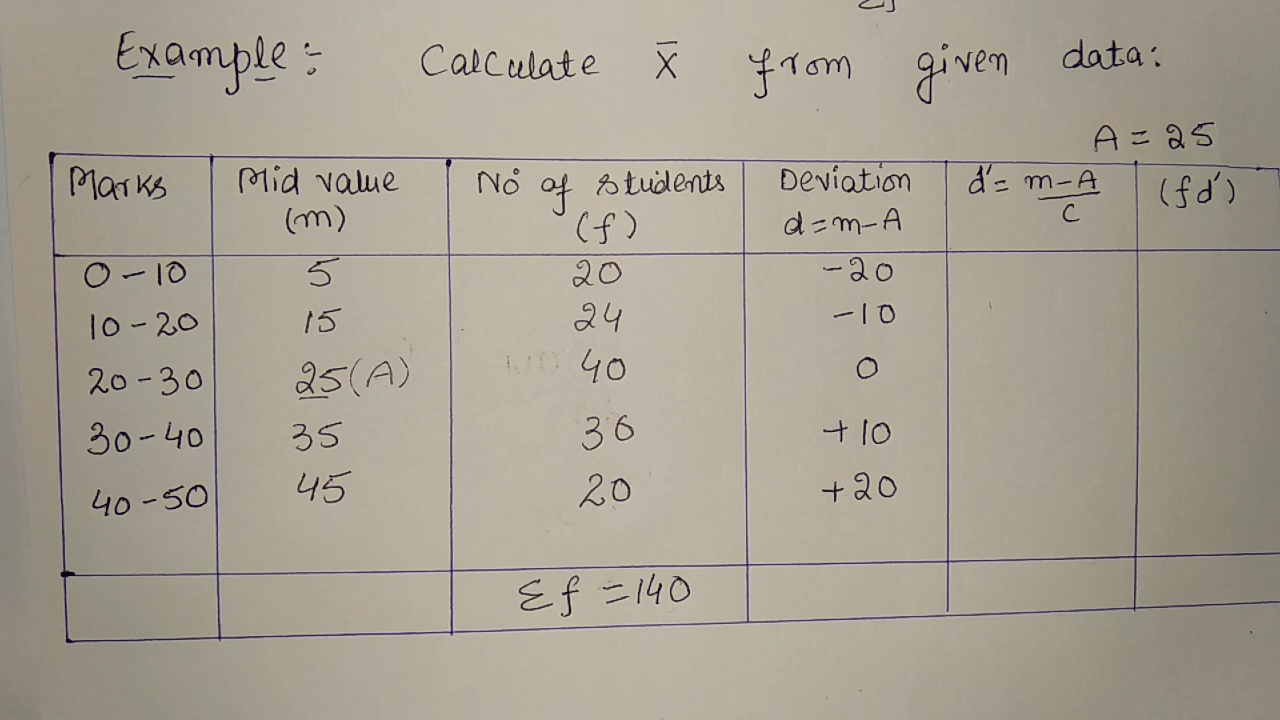 Example:- Calculate x̄ from given data:
A = 25
Marks Mid value (m) No of students (f) Deviation d=m-A d'= m-A/C (fd')
0-10 5 20 -20
10-20 15 24 -10
20-30 25(A) 40 0
30-40 35 36 +10
40-50 45 20 +20
Σf = 140